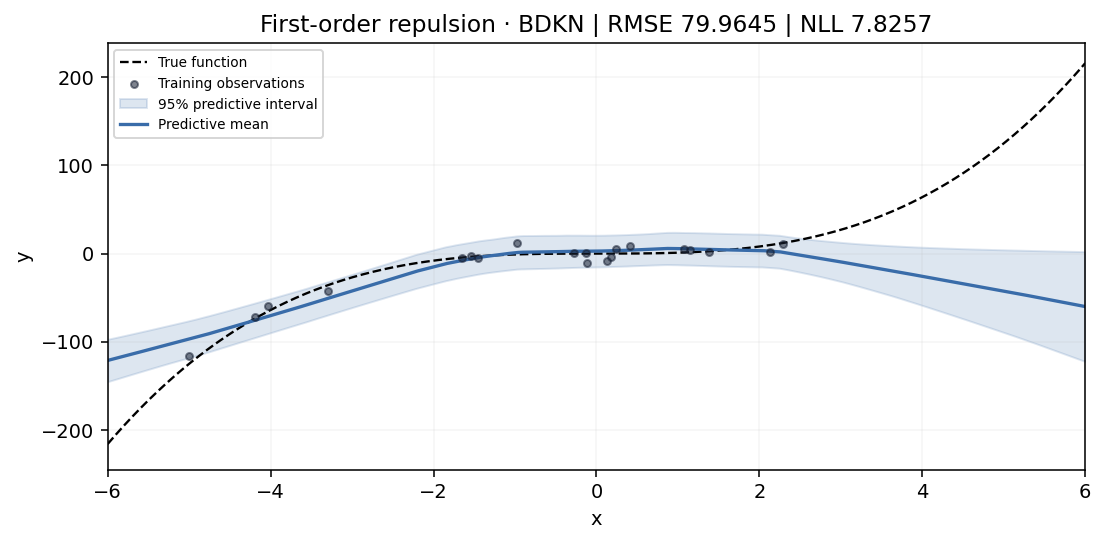 First-order repulsion · BDKN | RMSE 79.9645 | NLL 7.8257
True function
Training observations
95% predictive interval
Predictive mean
y
200
100
0
−100
−200
−6
−4
−2
0
2
4
6
x